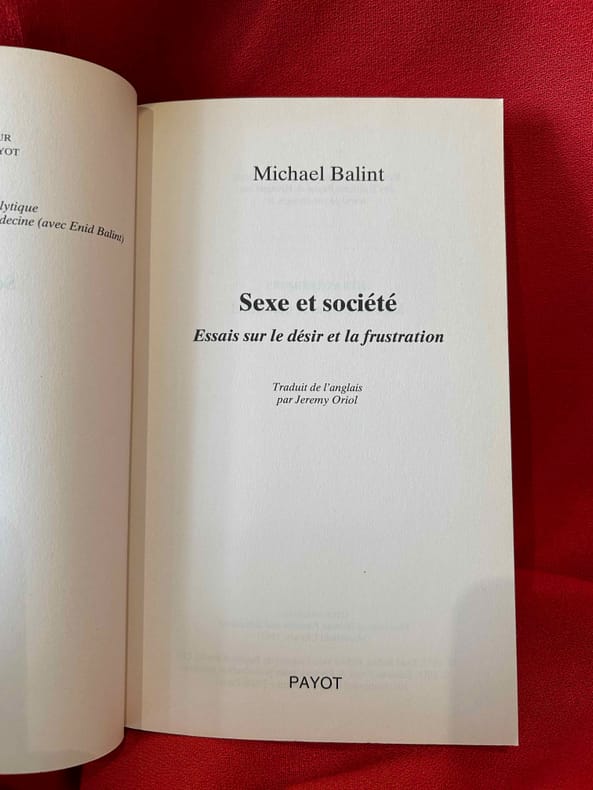 UR
YOT
lytique
decine (avec Enid Balint)
Michael Balint
Sexe et société
Essais sur le désir et la frustration
Traduit de l'anglais
par Jeremy Oriol
PAYOT